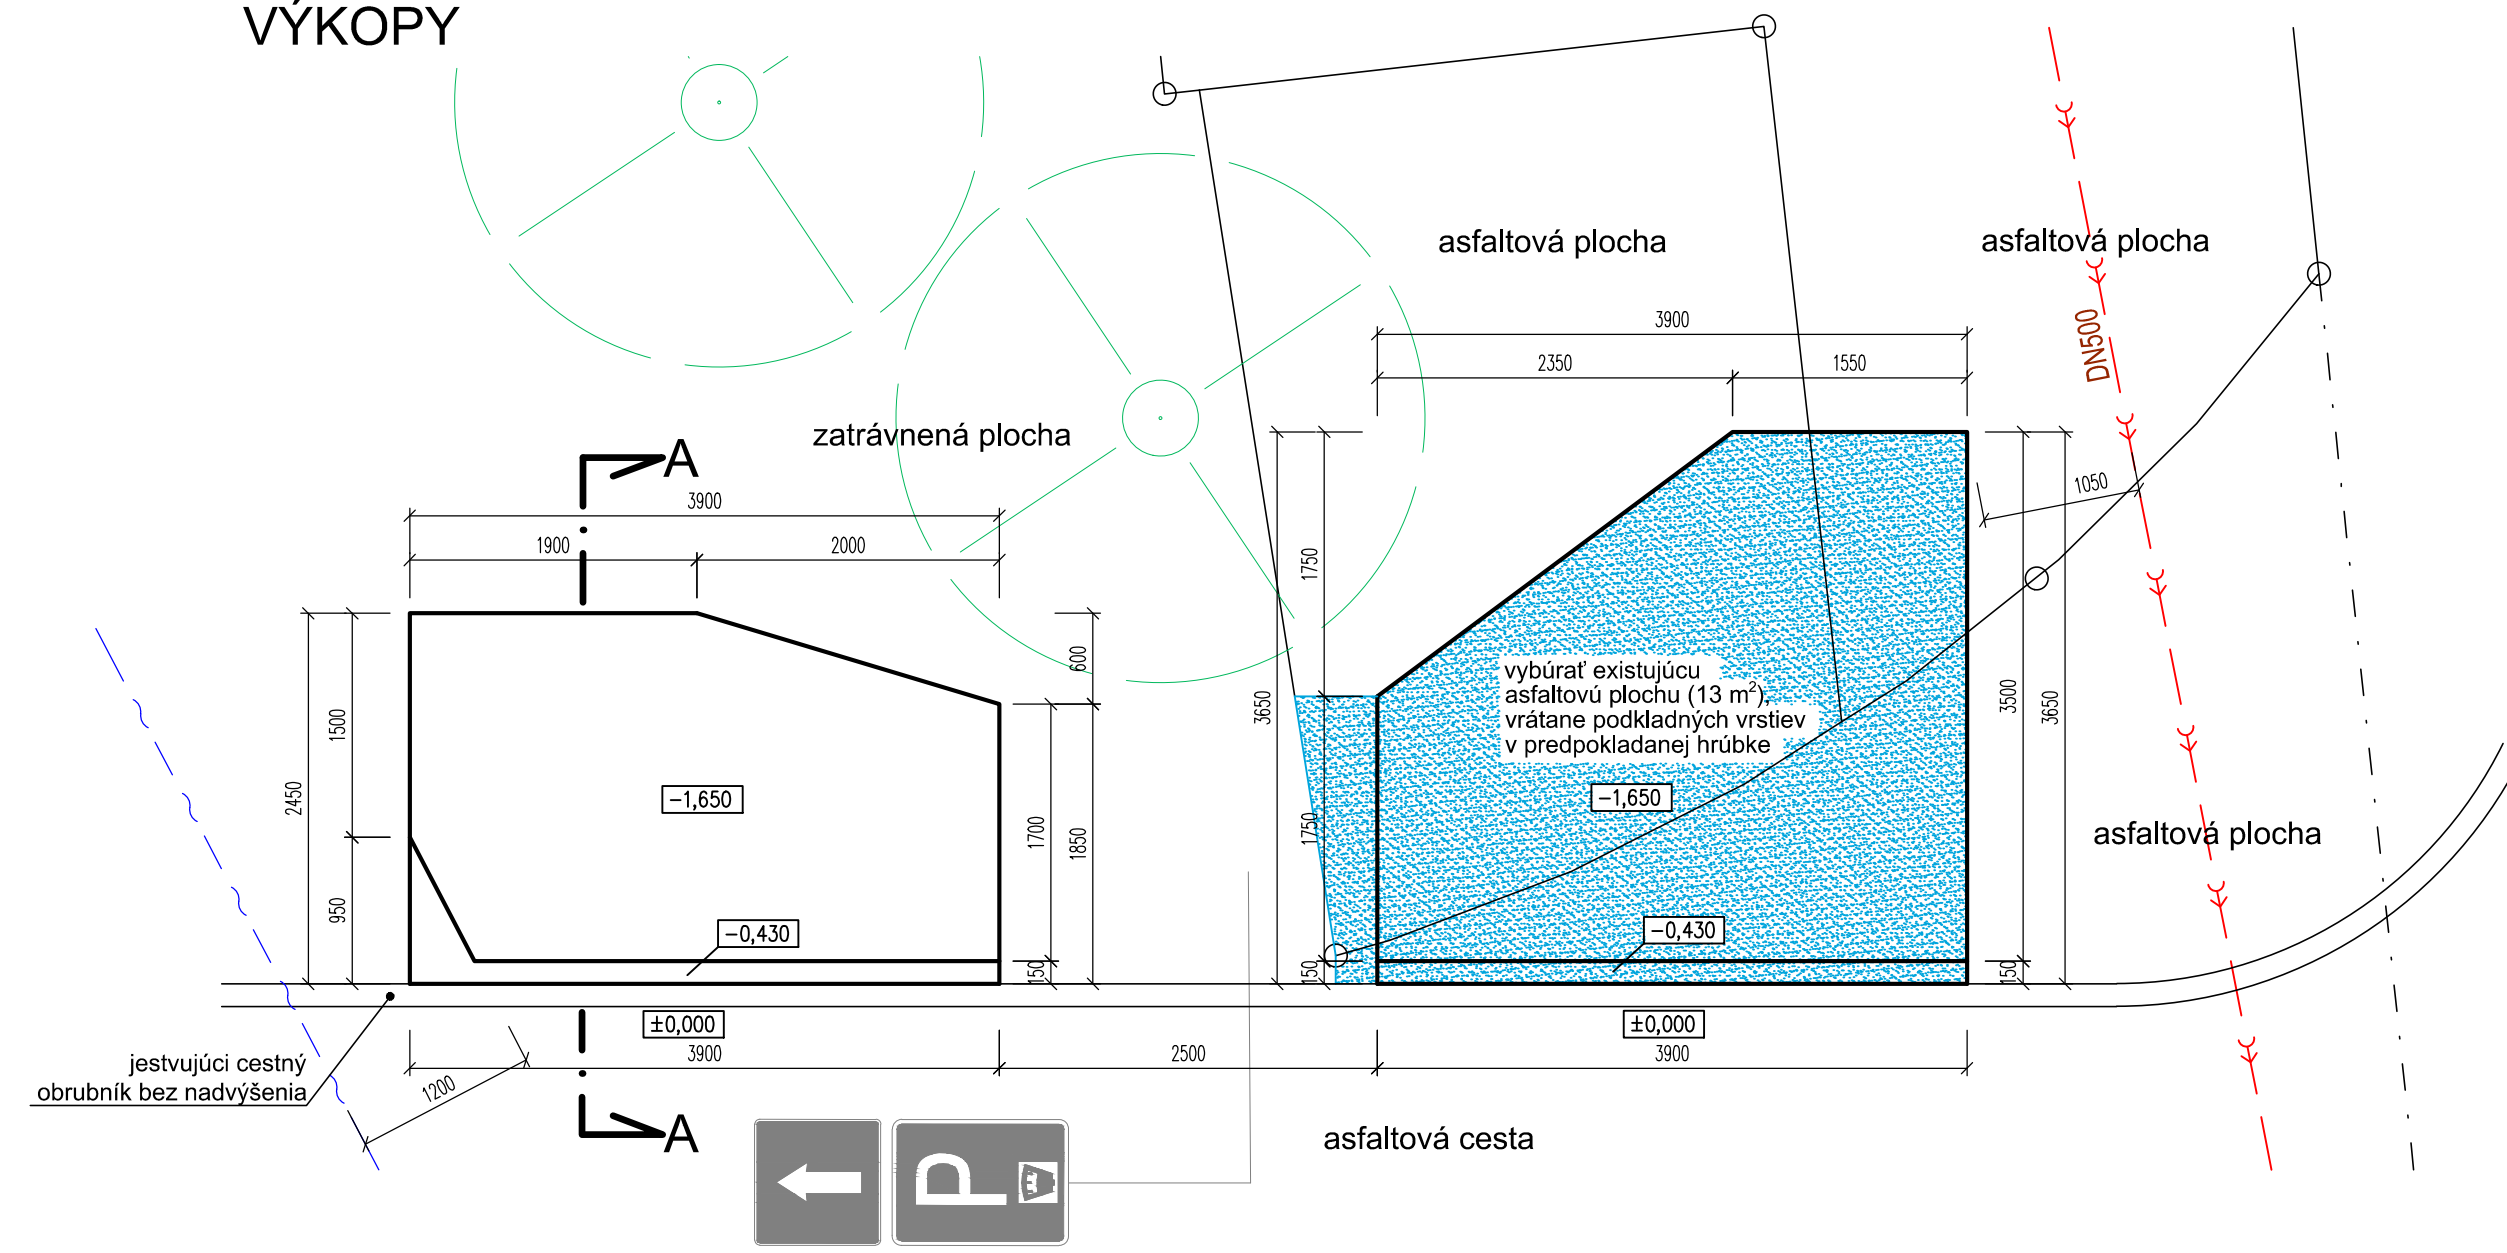 VÝKOPY
asfaltová plocha
asfaltová plocha
DN500
3900
2350
1550
zatrávnená plocha
A
3900
1900
2000
1050
1750
600
3650
3500
3650
1500
2450
vybúrať existujúcu
asfaltovú plochu (13 m²),
vrátane podkladných vrstiev
v predpokladanej hrúbke
−1,650
−1,650
1700
1850
1750
asfaltová plocha
950
−0,430
−0,430
150
150
150
±0,000
±0,000
3900
2500
3900
jestvujúci cestný
obrubník bez nadvýšenia
1200
A
P
asfaltová cesta